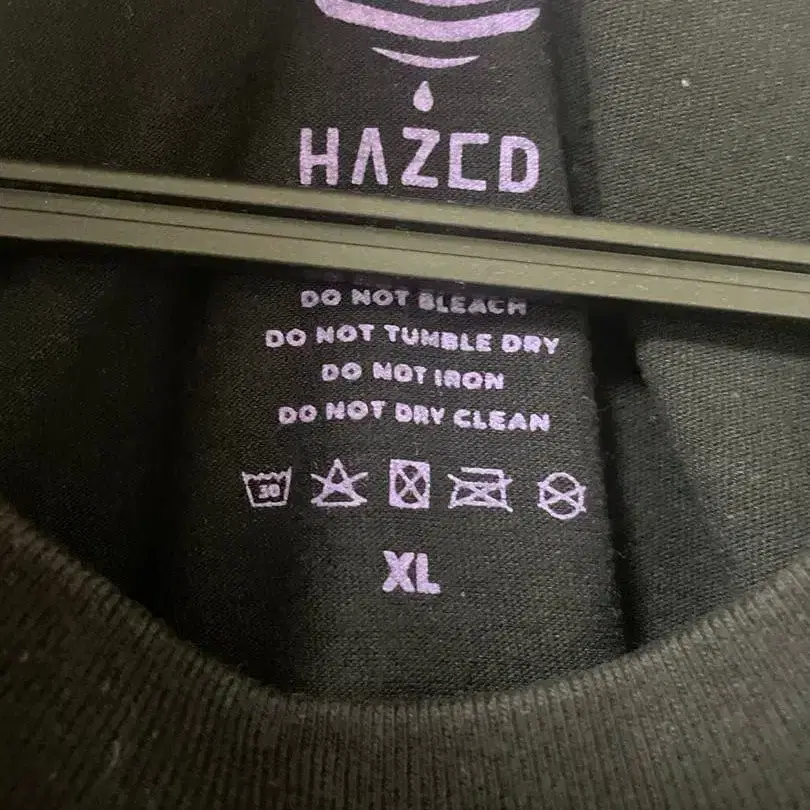 HAZED
DO NOT BLEACH
DO NOT TUMBLE DRY
DO NOT IRON
DO NOT DRY CLEAN
30
XL